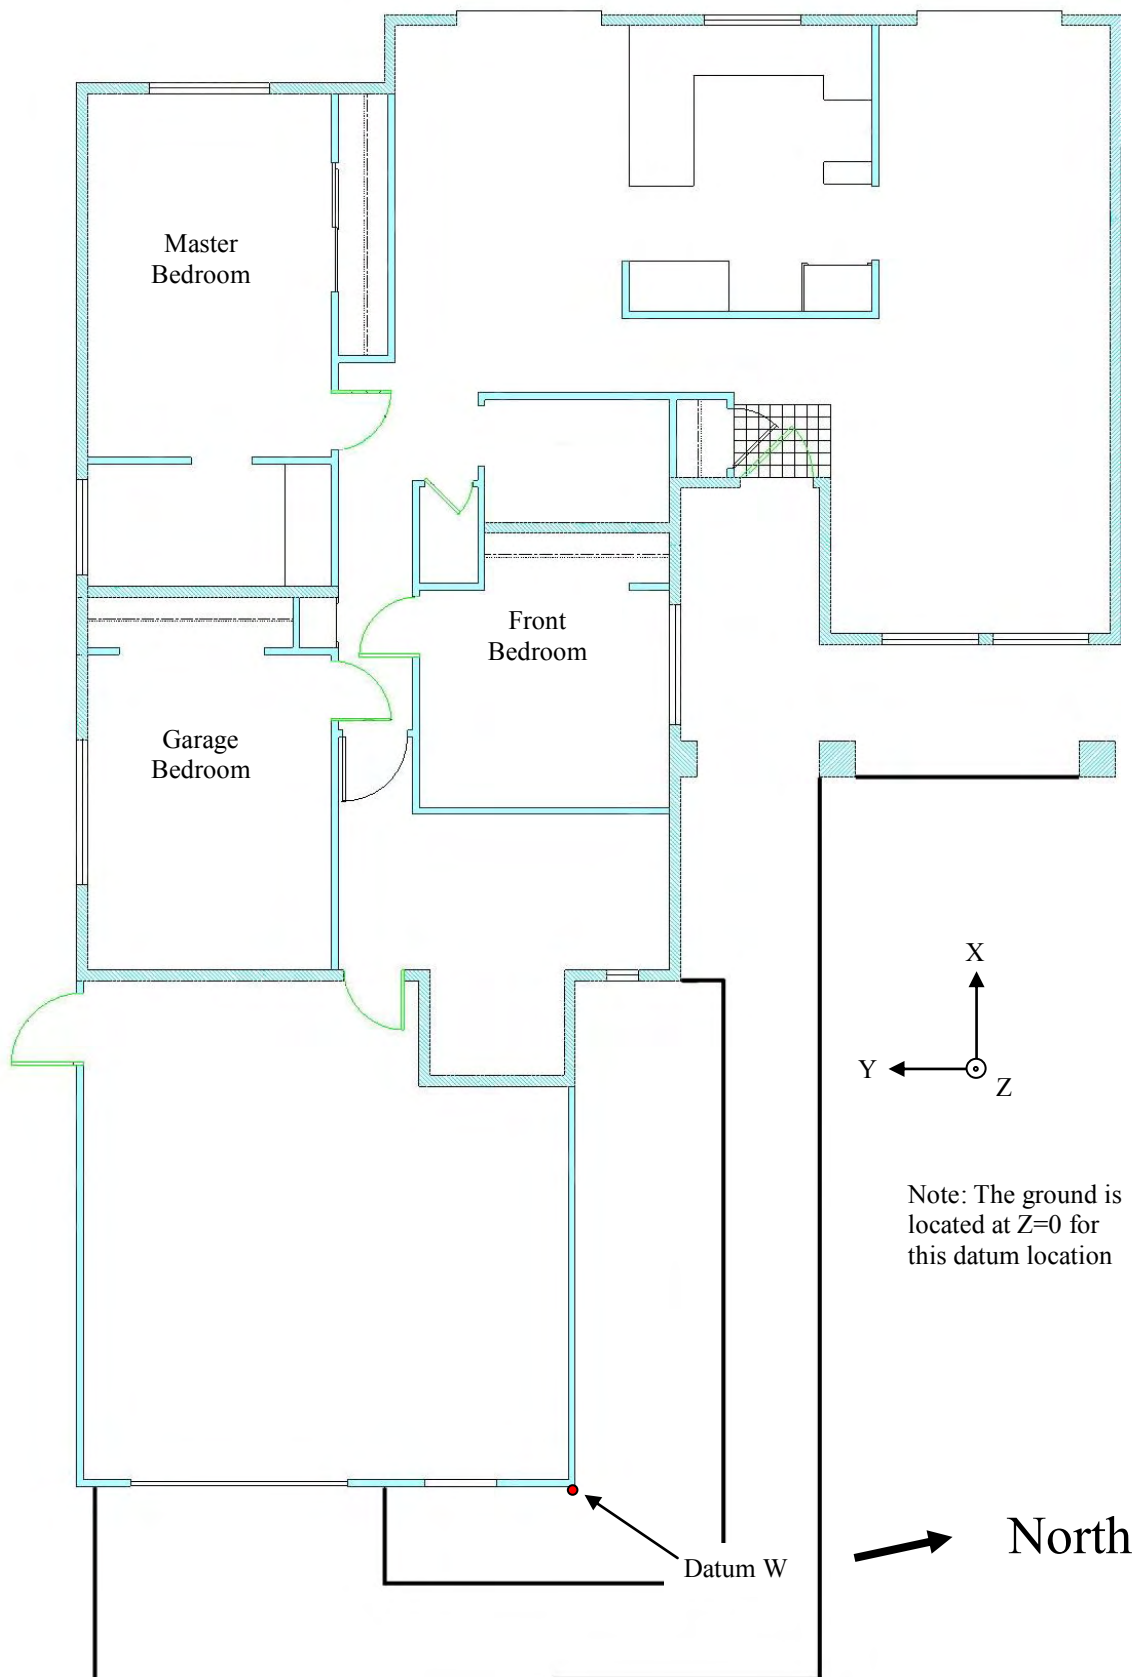 Master
Bedroom
Front
Bedroom
Garage
Bedroom
X
Y
Z
Note: The ground is
located at Z=0 for
this datum location
North
Datum W